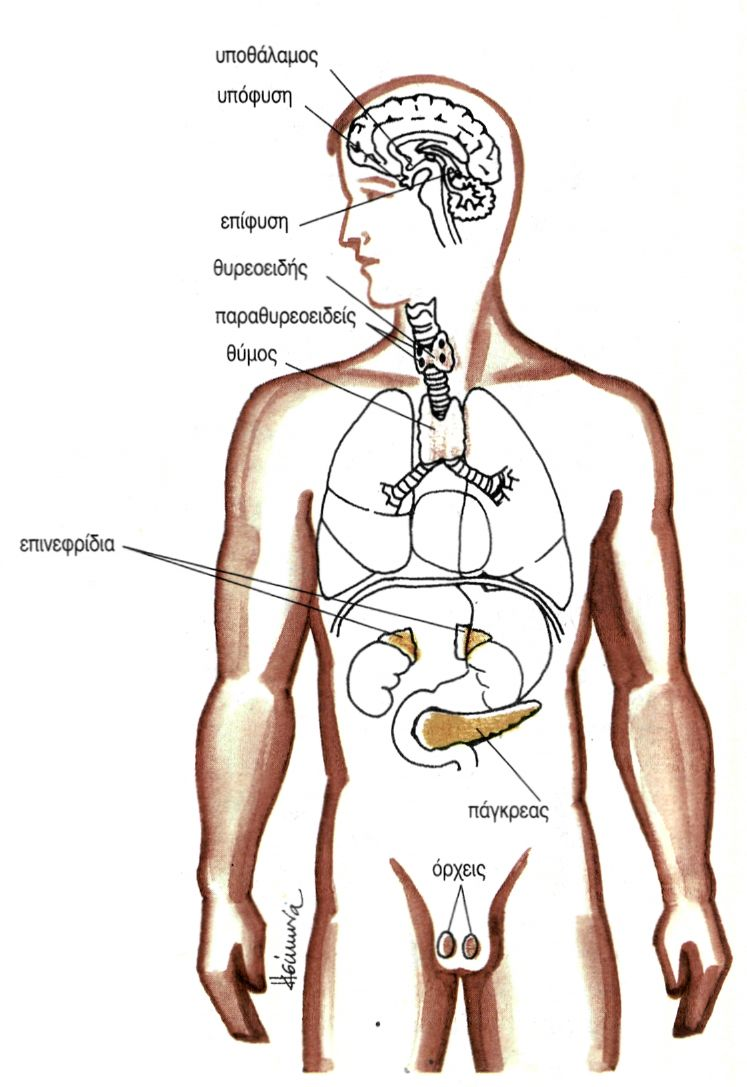 υποθάλαμος
υπόφυση
επίφυση
θυρεοειδής
παραθυρεοειδείς
θύμος
επινεφρίδια
πάγκρεας
όρχεις